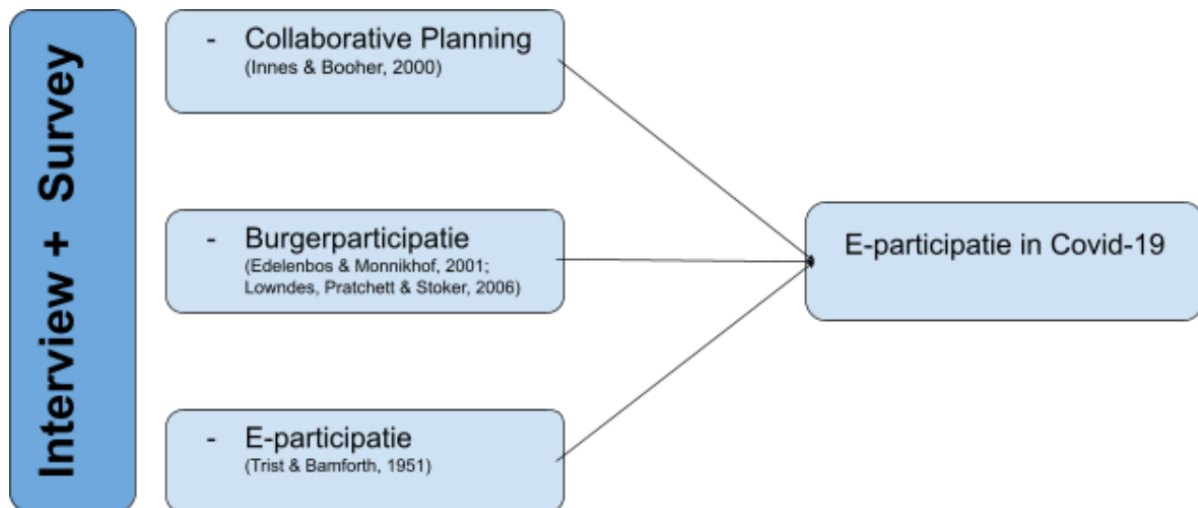 Interview + Survey
- Collaborative Planning
(Innes & Booher, 2000)
- Burgerparticipatie
(Edelenbos & Monnikhof, 2001;
Lowndes, Pratchett & Stoker, 2006)
- E-participatie
(Trist & Bamforth, 1951)
E-participatie in Covid-19